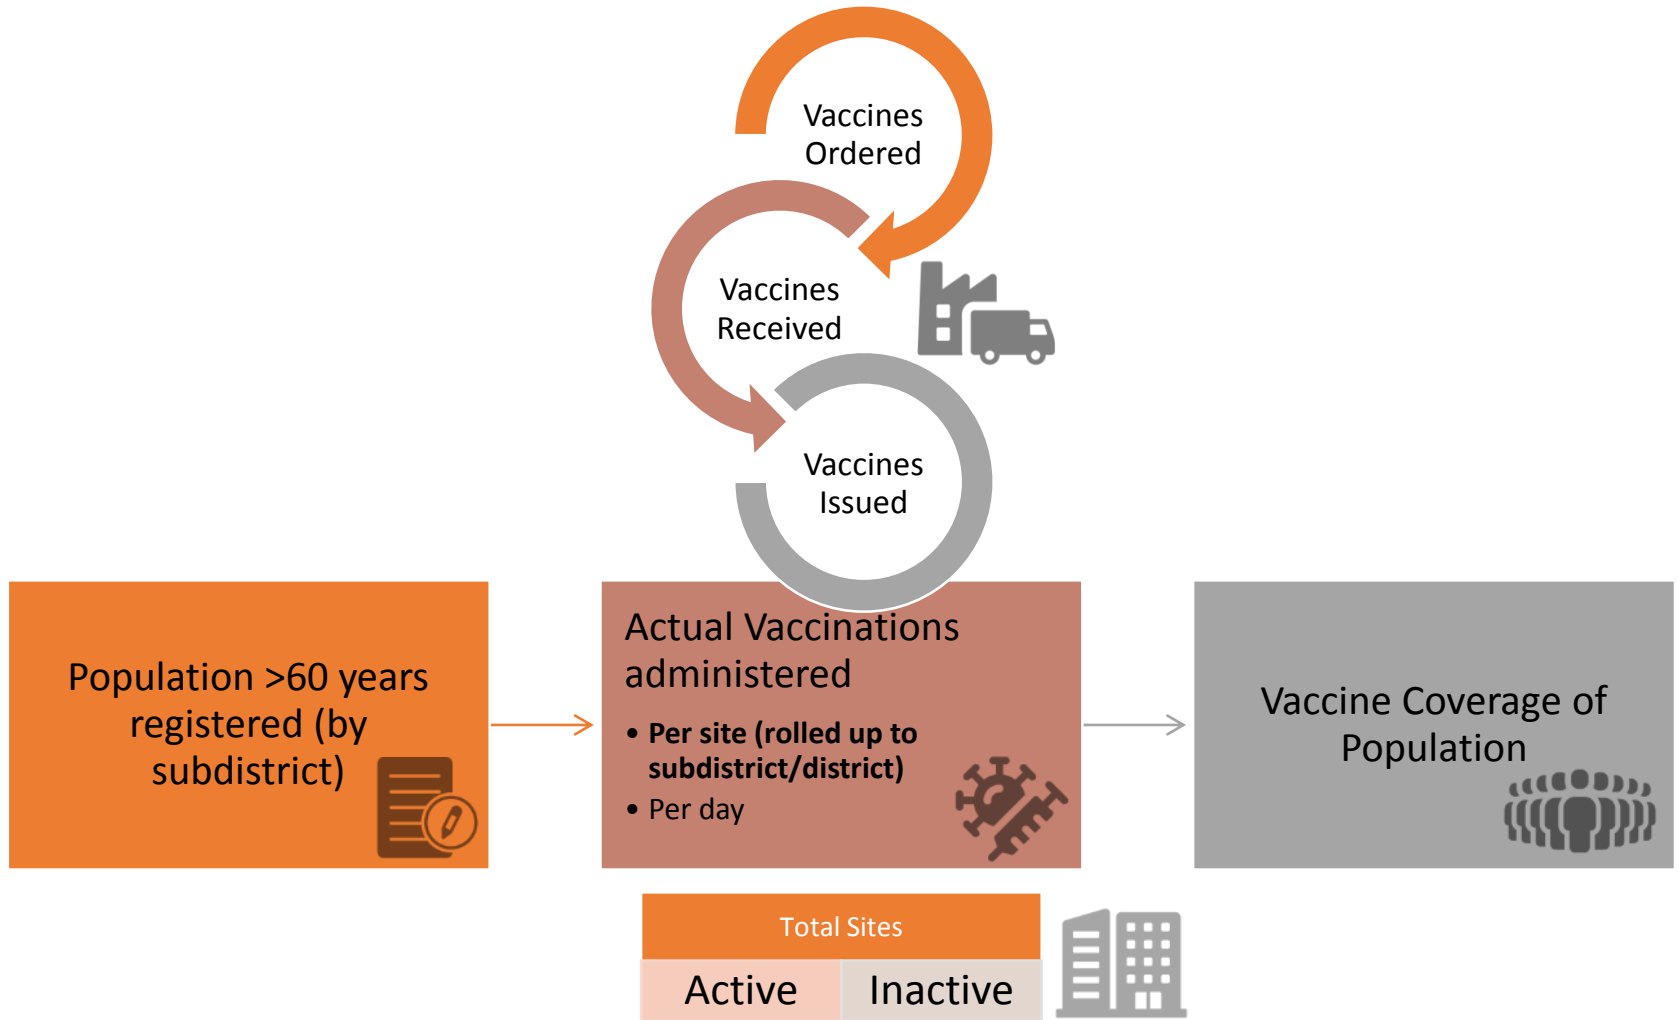 Vaccines
Ordered
Vaccines
Received
Vaccines
Issued
Population >60 years
registered (by
subdistrict)
Actual Vaccinations
administered
• Per site (rolled up to
subdistrict/district)
• Per day
Vaccine Coverage of
Population
Total Sites
Active
Inactive